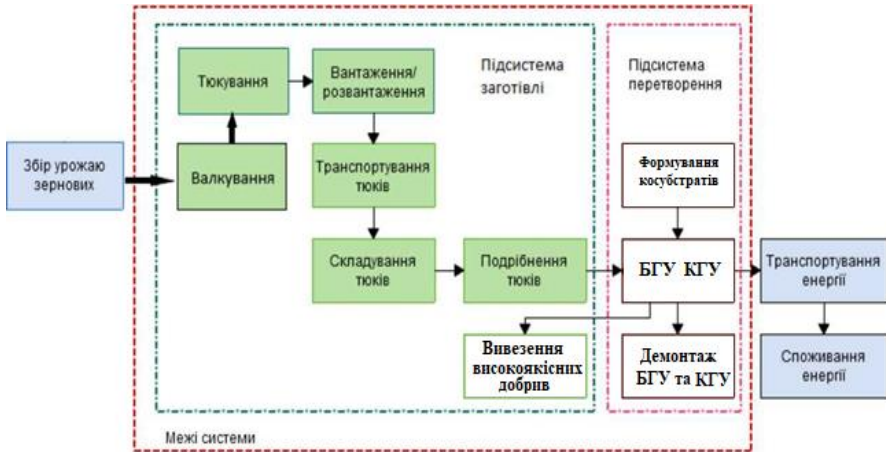 Тюкування
Вантаження/
розвантаження
Підсистема
заготівлі
Підсистема
перетворення
Збір урожаю
зернових
Валкування
Транспортування
тюків
Формування
косубстратів
Складування
тюків
Подрібнення
тюків
БГУ КГУ
Транспортування
енергії
Вивезення
високоякісних
добрив
Демонтаж
БГУ та КГУ
Споживання
енергії
Межі системи